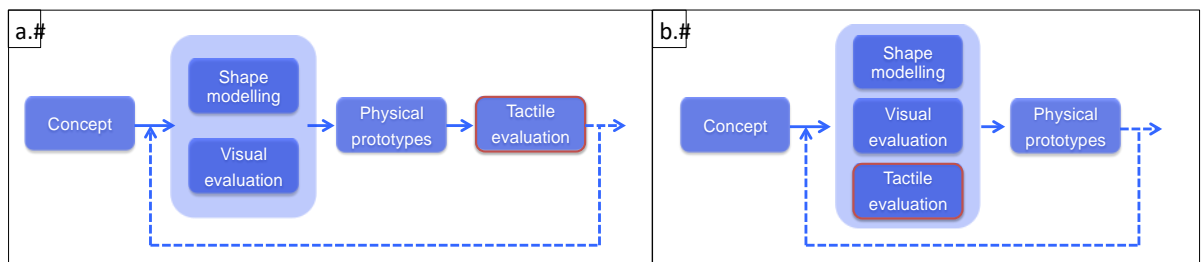 a.#
Concept
Shape
modelling
Visual
evaluation
Physical
prototypes
Tactile
evaluation
b.#
Concept
Shape
modelling
Visual
evaluation
Tactile
evaluation
Physical
prototypes